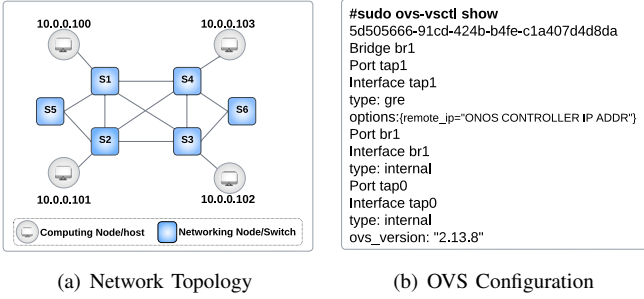 10.0.0.100
10.0.0.103
S1
S4
S5
S6
S2
S3
10.0.0.101
10.0.0.102
Computing Node/host
Networking Node/Switch
(a) Network Topology
#sudo ovs-vsctl show
5d505666-91cd-424b-b4fe-c1a407d4d8da
Bridge br1
Port tap1
Interface tap1
type: gre
options:{remote_ip="ONOS CONTROLLER IP ADDR"}
Port br1
Interface br1
type: internal
Port tap0
Interface tap0
type: internal
ovs_version: "2.13.8"
(b) OVS Configuration